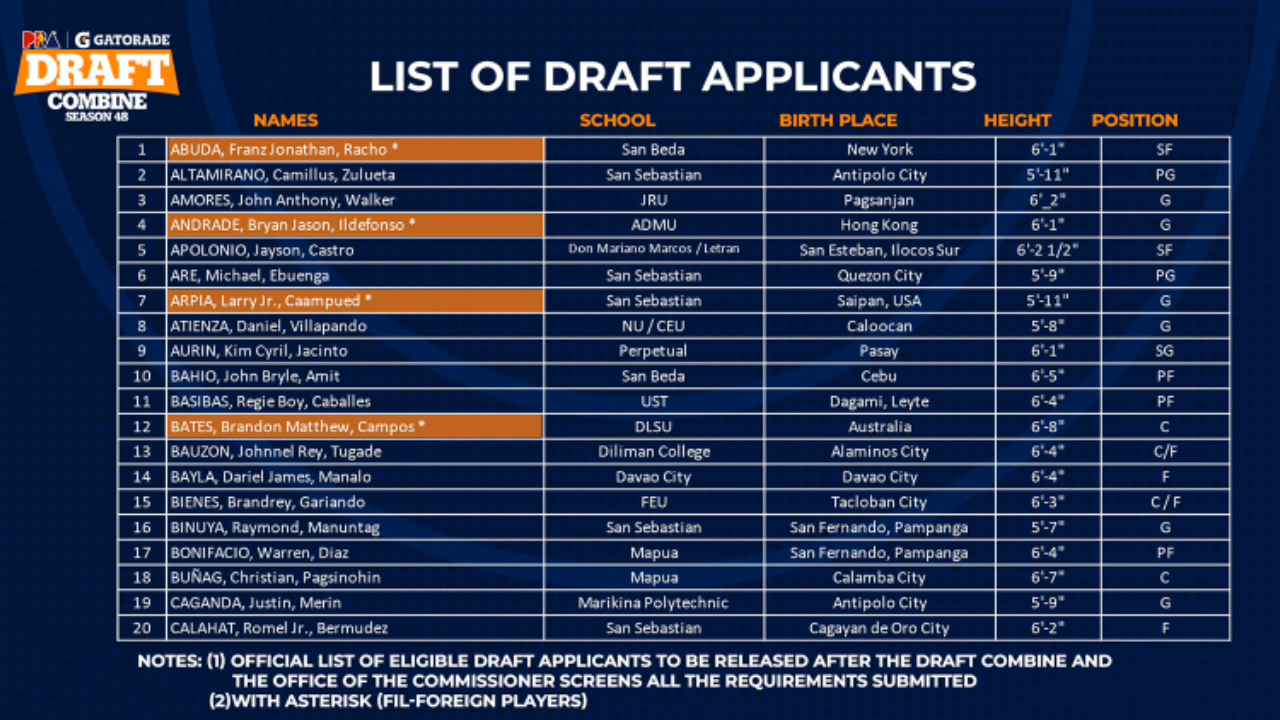 PBA | G GATORADE
DRAFT
COMBINE
SEASON 48
LIST OF DRAFT APPLICANTS
NAMES SCHOOL BIRTH PLACE HEIGHT POSITION
1 ABUDA, Franz Jonathan, Racho * San Beda New York 6'-1" SF
2 ALTAMIRANO, Camillus, Zulueta San Sebastian Antipolo City 5'-11" PG
3 AMORES, John Anthony, Walker JRU Pagsanjan 6'_2" G
4 ANDRADE, Bryan Jason, Ildefonso * ADMU Hong Kong 6'-1" G
5 APOLONIO, Jayson, Castro Don Mariano Marcos / Letran San Esteban, Ilocos Sur 6'-2 1/2" SF
6 ARE, Michael, Ebuenga San Sebastian Quezon City 5'-9" PG
7 ARPIA, Larry Jr., Caampued * San Sebastian Saipan, USA 5'-11" G
8 ATIENZA, Daniel, Villapando NU / CEU Caloocan 5'-8" G
9 AURIN, Kim Cyril, Jacinto Perpetual Pasay 6'-1" SG
10 BAHIO, John Bryle, Amit San Beda Cebu 6'-5" PF
11 BASIBAS, Regie Boy, Caballes UST Dagami, Leyte 6'-4" PF
12 BATES, Brandon Matthew, Campos * DLSU Australia 6'-8" C
13 BAUZON, Johnnel Rey, Tugade Diliman College Alaminos City 6'-4" C/F
14 BAYLA, Dariel James, Manalo Davao City Davao City 6'-4" F
15 BIENES, Brandrey, Gariando FEU Tacloban City 6'-3" C / F
16 BINUYA, Raymond, Manuntag San Sebastian San Fernando, Pampanga 5'-7" G
17 BONIFACIO, Warren, Diaz Mapua San Fernando, Pampanga 6'-4" PF
18 BUÑAG, Christian, Pagsinohin Mapua Calamba City 6'-7" C
19 CAGANDA, Justin, Merin Marikina Polytechnic Antipolo City 5'-9" G
20 CALAHAT, Romel Jr., Bermudez San Sebastian Cagayan de Oro City 6'-2" F
NOTES: (1) OFFICIAL LIST OF ELIGIBLE DRAFT APPLICANTS TO BE RELEASED AFTER THE DRAFT COMBINE AND
THE OFFICE OF THE COMMISSIONER SCREENS ALL THE REQUIREMENTS SUBMITTED
(2)WITH ASTERISK (FIL-FOREIGN PLAYERS)